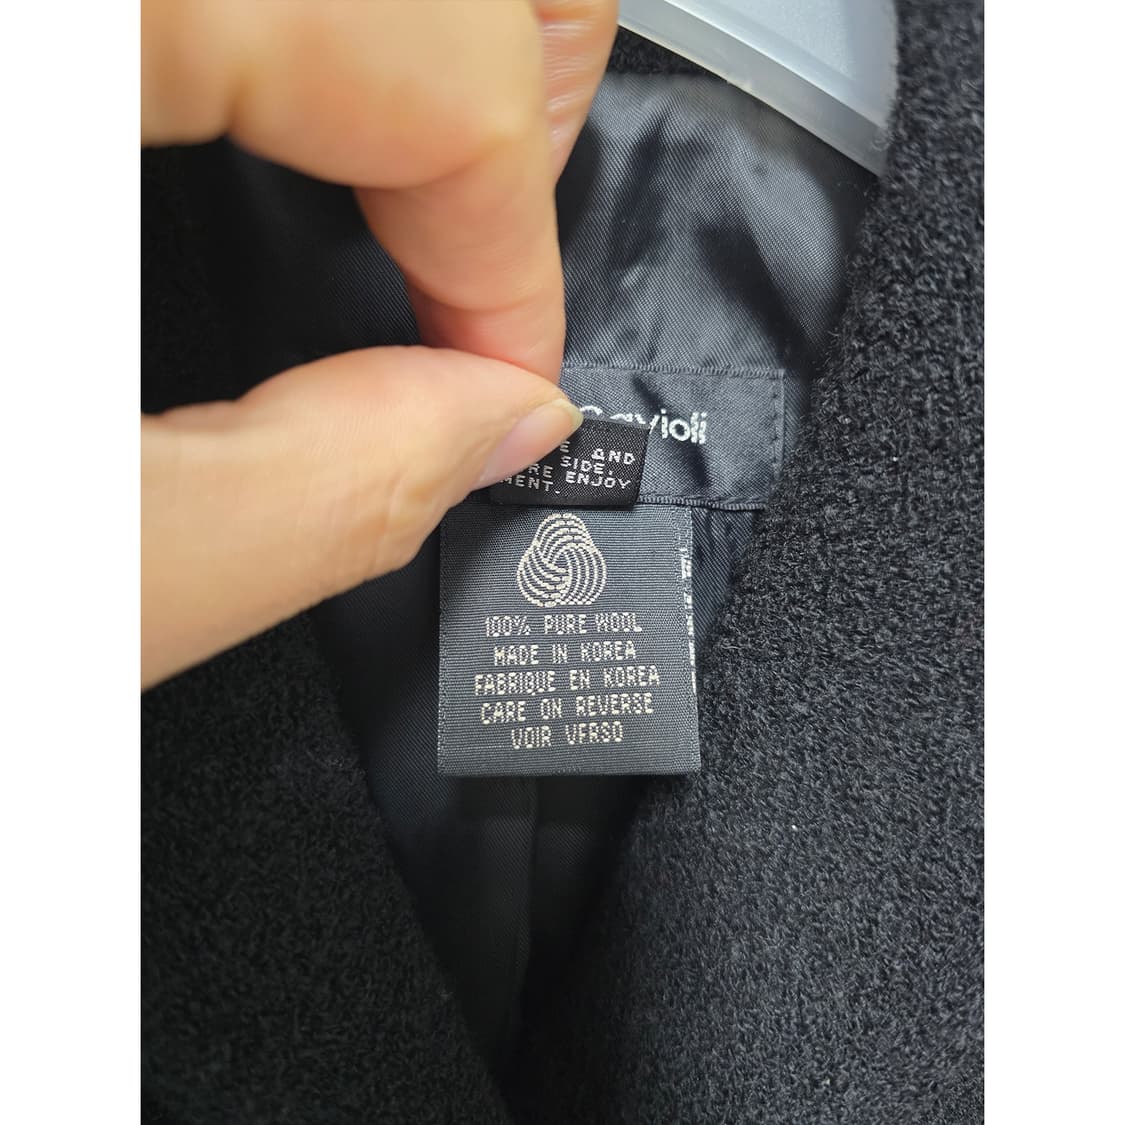 avioli
E AND
RE SIDE.
MENT. ENJOY
100% PURE WOOL
MADE IN KOREA
FABRIQUE EN KOREA
CARE ON REVERSE
VOIR VERSO